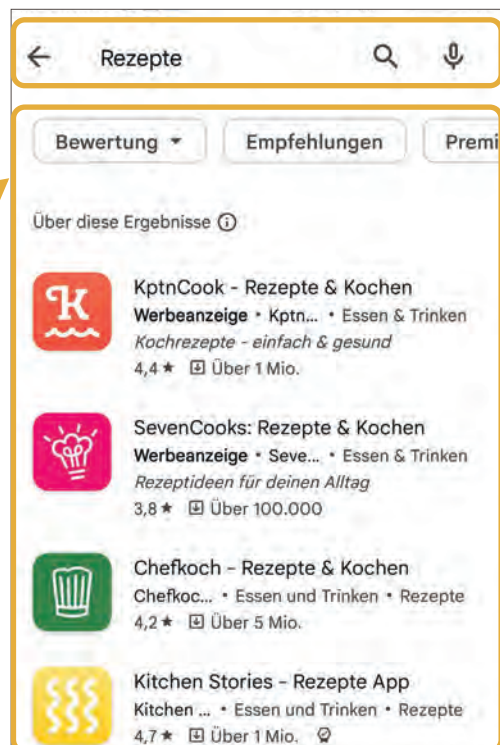 Rezepte
Bewertung Empfehlungen Premi
Über diese Ergebnisse
KptnCook - Rezepte & Kochen
Werbeanzeige • Kptn... • Essen & Trinken
Kochrezepte - einfach & gesund
4,4★ Über 1 Mio.
SevenCooks: Rezepte & Kochen
Werbeanzeige • Seve... • Essen & Trinken
Rezeptideen für deinen Alltag
3,8★ Über 100.000
Chefkoch – Rezepte & Kochen
Chefkoc... • Essen und Trinken • Rezepte
4,2★ Über 5 Mio.
Kitchen Stories – Rezepte App
Kitchen ... • Essen und Trinken • Rezepte
4,7★ Über 1 Mio.